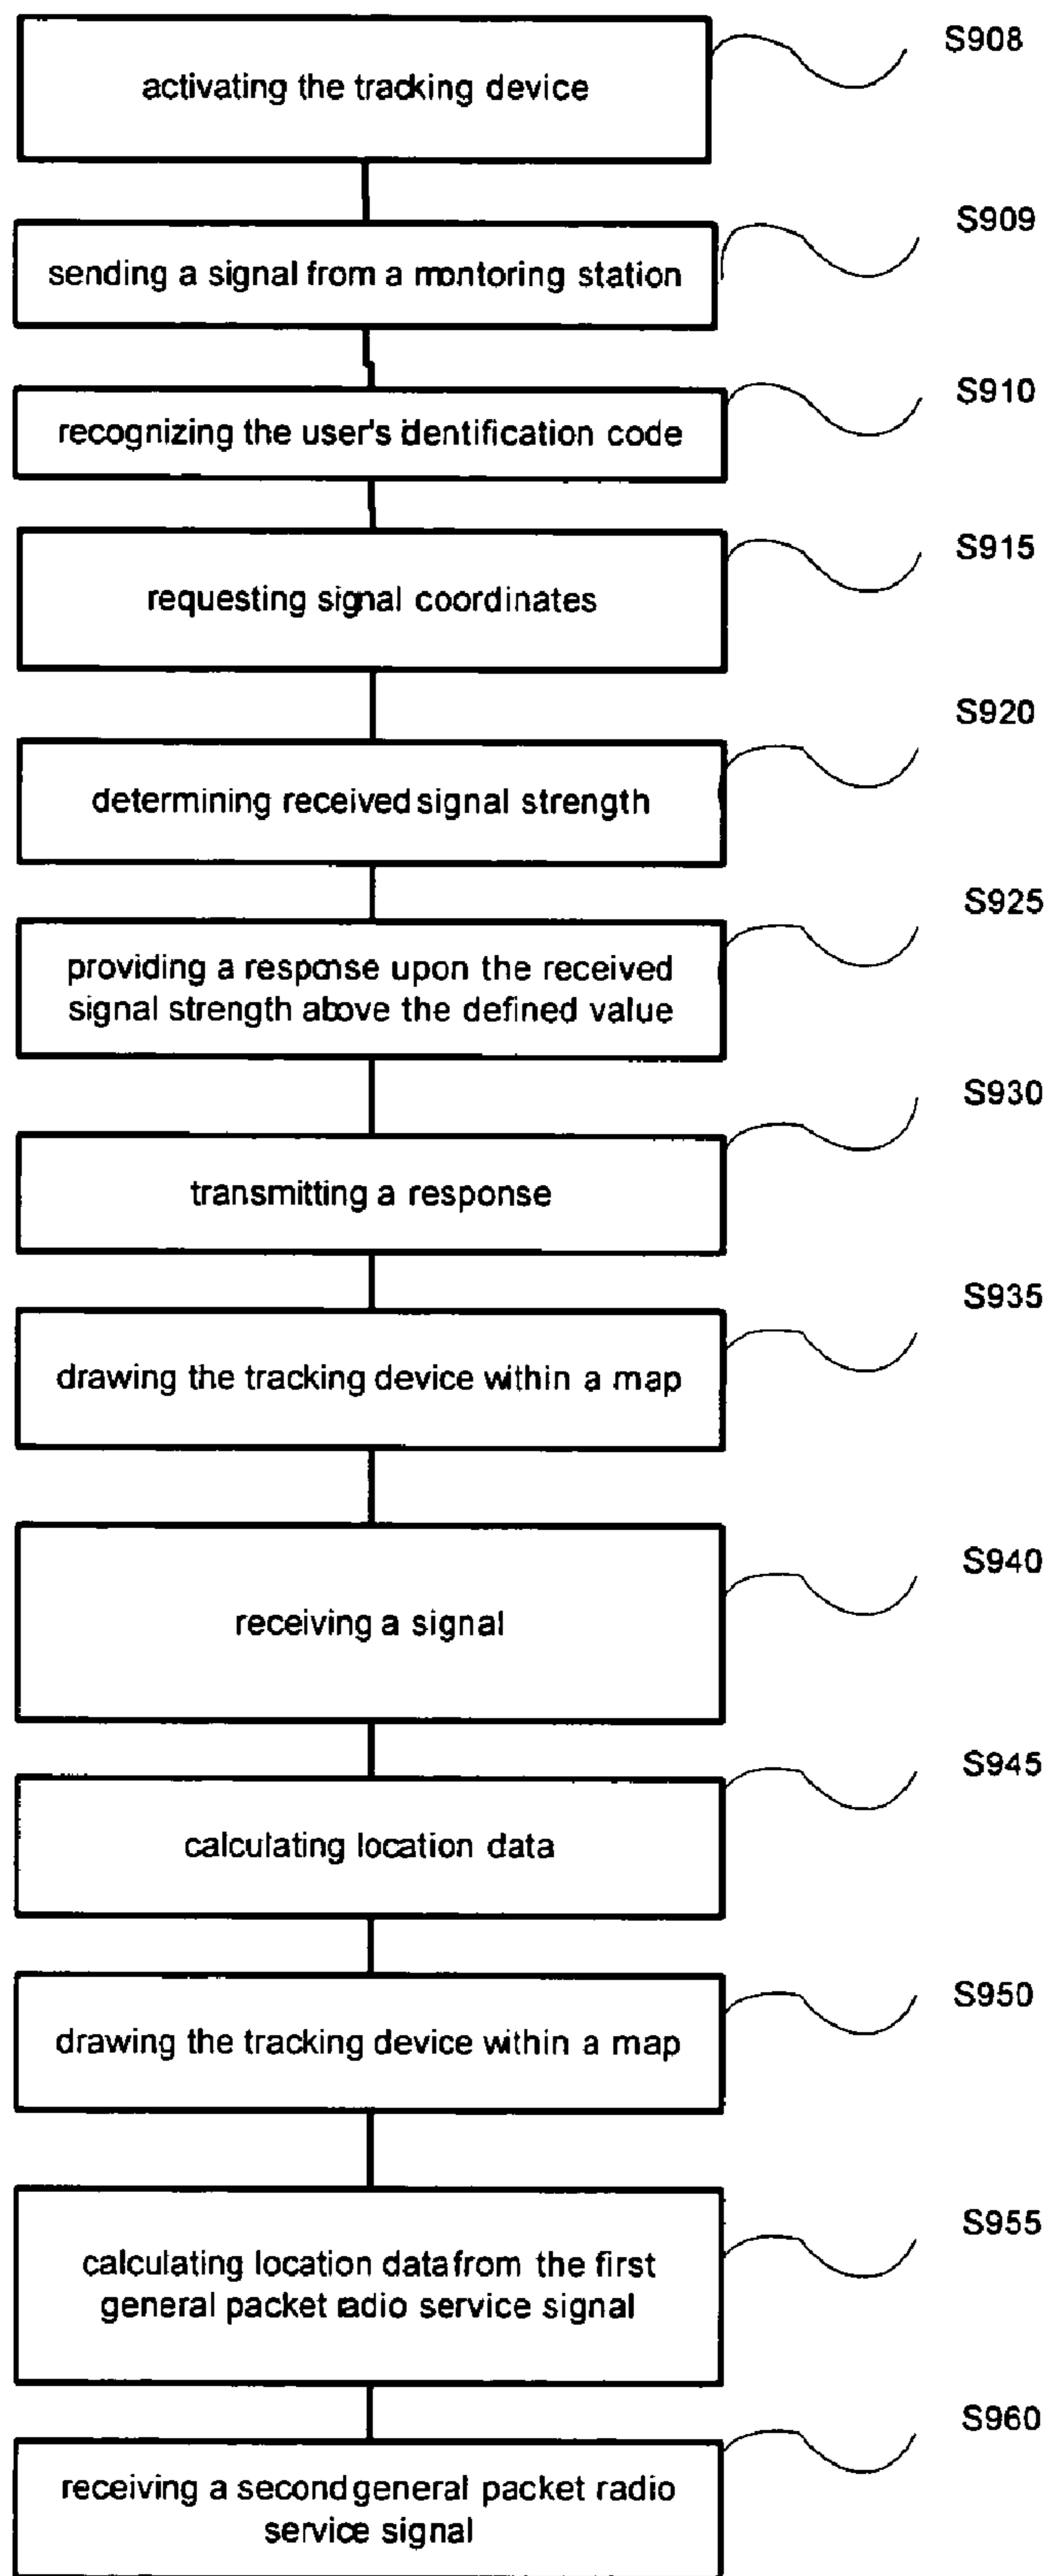 activating the tracking device
S908
sending a signal from a montoring station
S909
recognizing the user's identification code
S910
requesting signal coordinates
S915
determining received signal strength
S920
providing a response upon the received
signal strength above the defined value
S925
transmitting a response
S930
drawing the tracking device within a map
S935
receiving a signal
S940
calculating location data
S945
drawing the tracking device within a map
S950
calculating location data from the first
general packet radio service signal
S955
receiving a second general packet radio
service signal
S960